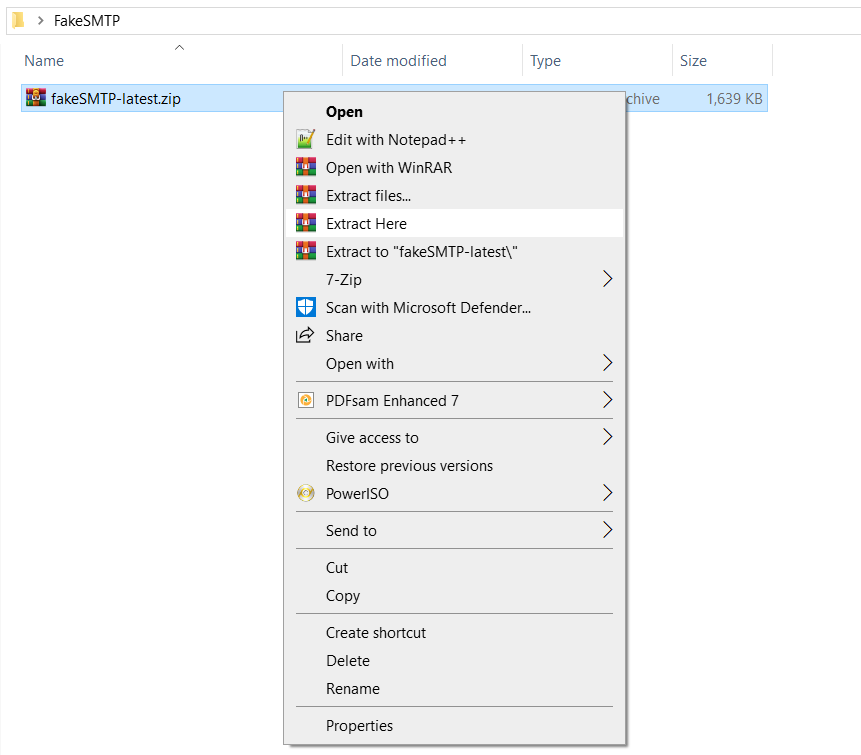 FakeSMTP
Name Date modified Type Size
fakeSMTP-latest.zip chive 1,639 KB
Open
Edit with Notepad++
Open with WinRAR
Extract files...
Extract Here
Extract to "fakeSMTP-latest\"
7-Zip
Scan with Microsoft Defender...
Share
Open with
PDFsam Enhanced 7
Give access to
Restore previous versions
PowerISO
Send to
Cut
Copy
Create shortcut
Delete
Rename
Properties